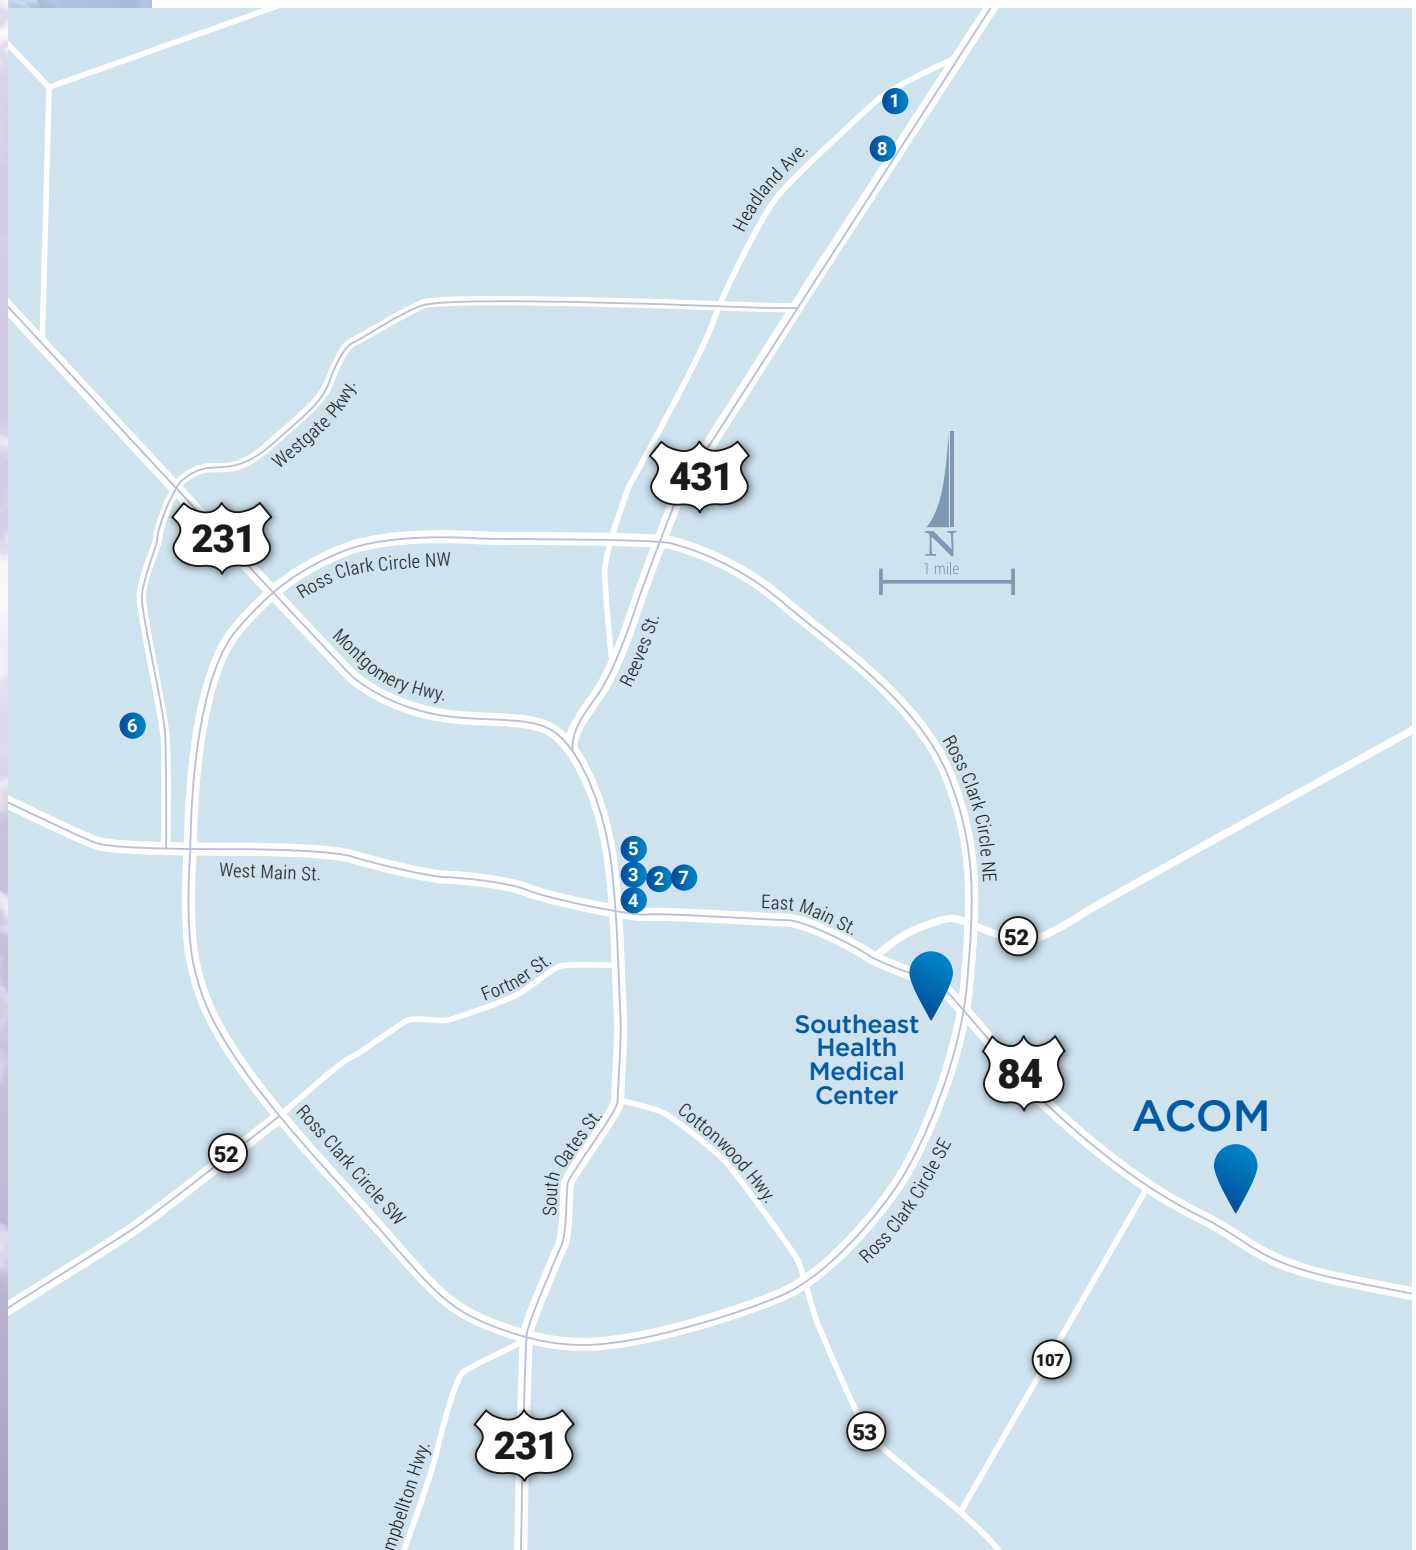 1
8
Headland Ave.
Westgate Pkwy.
431
231
N
1 mile
Ross Clark Circle NW
Montgomery Hwy.
Reeves St.
6
Ross Clark Circle NE
5
3
2
7
4
West Main St.
East Main St.
52
Fortner St.
Southeast
Health
Medical
Center
84
ACOM
52
Ross Clark Circle SW
South Oates St.
Cottonwood Hwy.
Ross Clark Circle SE
107
53
231
mpbellton Hwy.